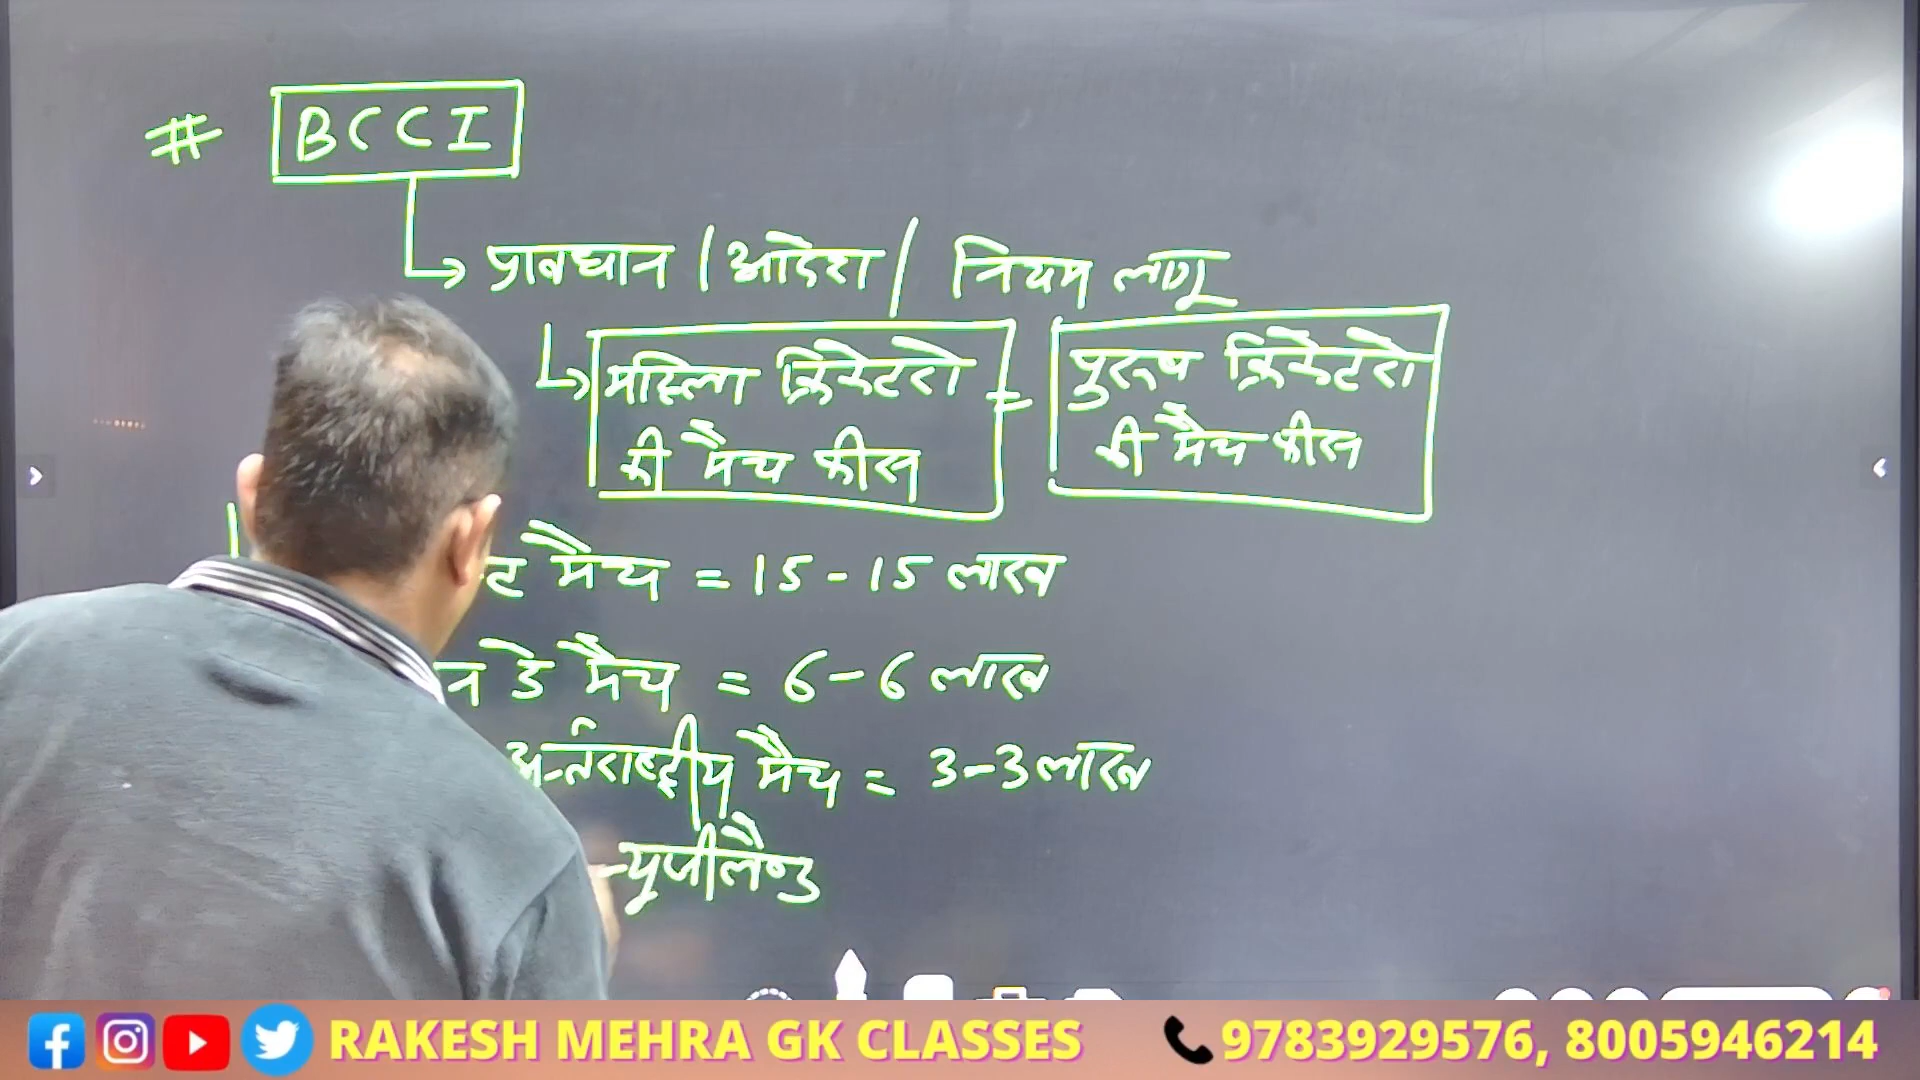 # BCCI
प्रावधान / आदेश / नियम लागू
महिला क्रिकेटरो = पुरूष क्रिकेटरो
की मैच फीस की मैच फीस
मैच = 15-15 लाख
डे मैच = 6-6 लाख
अर्न्तराष्ट्रीय मैच = 3-3 लाख
न्यूजीलैण्ड
RAKESH MEHRA GK CLASSES 9783929576, 8005946214